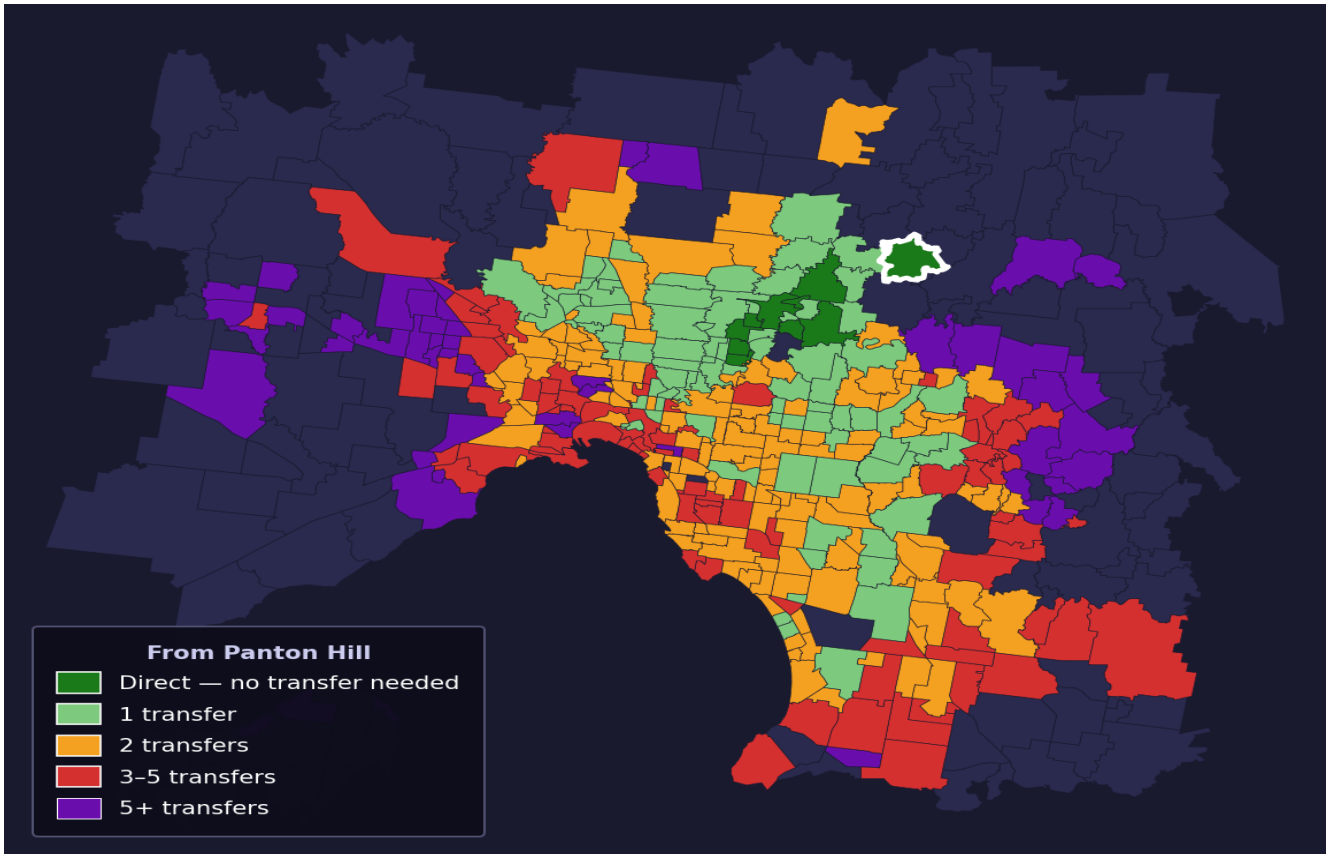 From Panton Hill
Direct — no transfer needed
1 transfer
2 transfers
3–5 transfers
5+ transfers